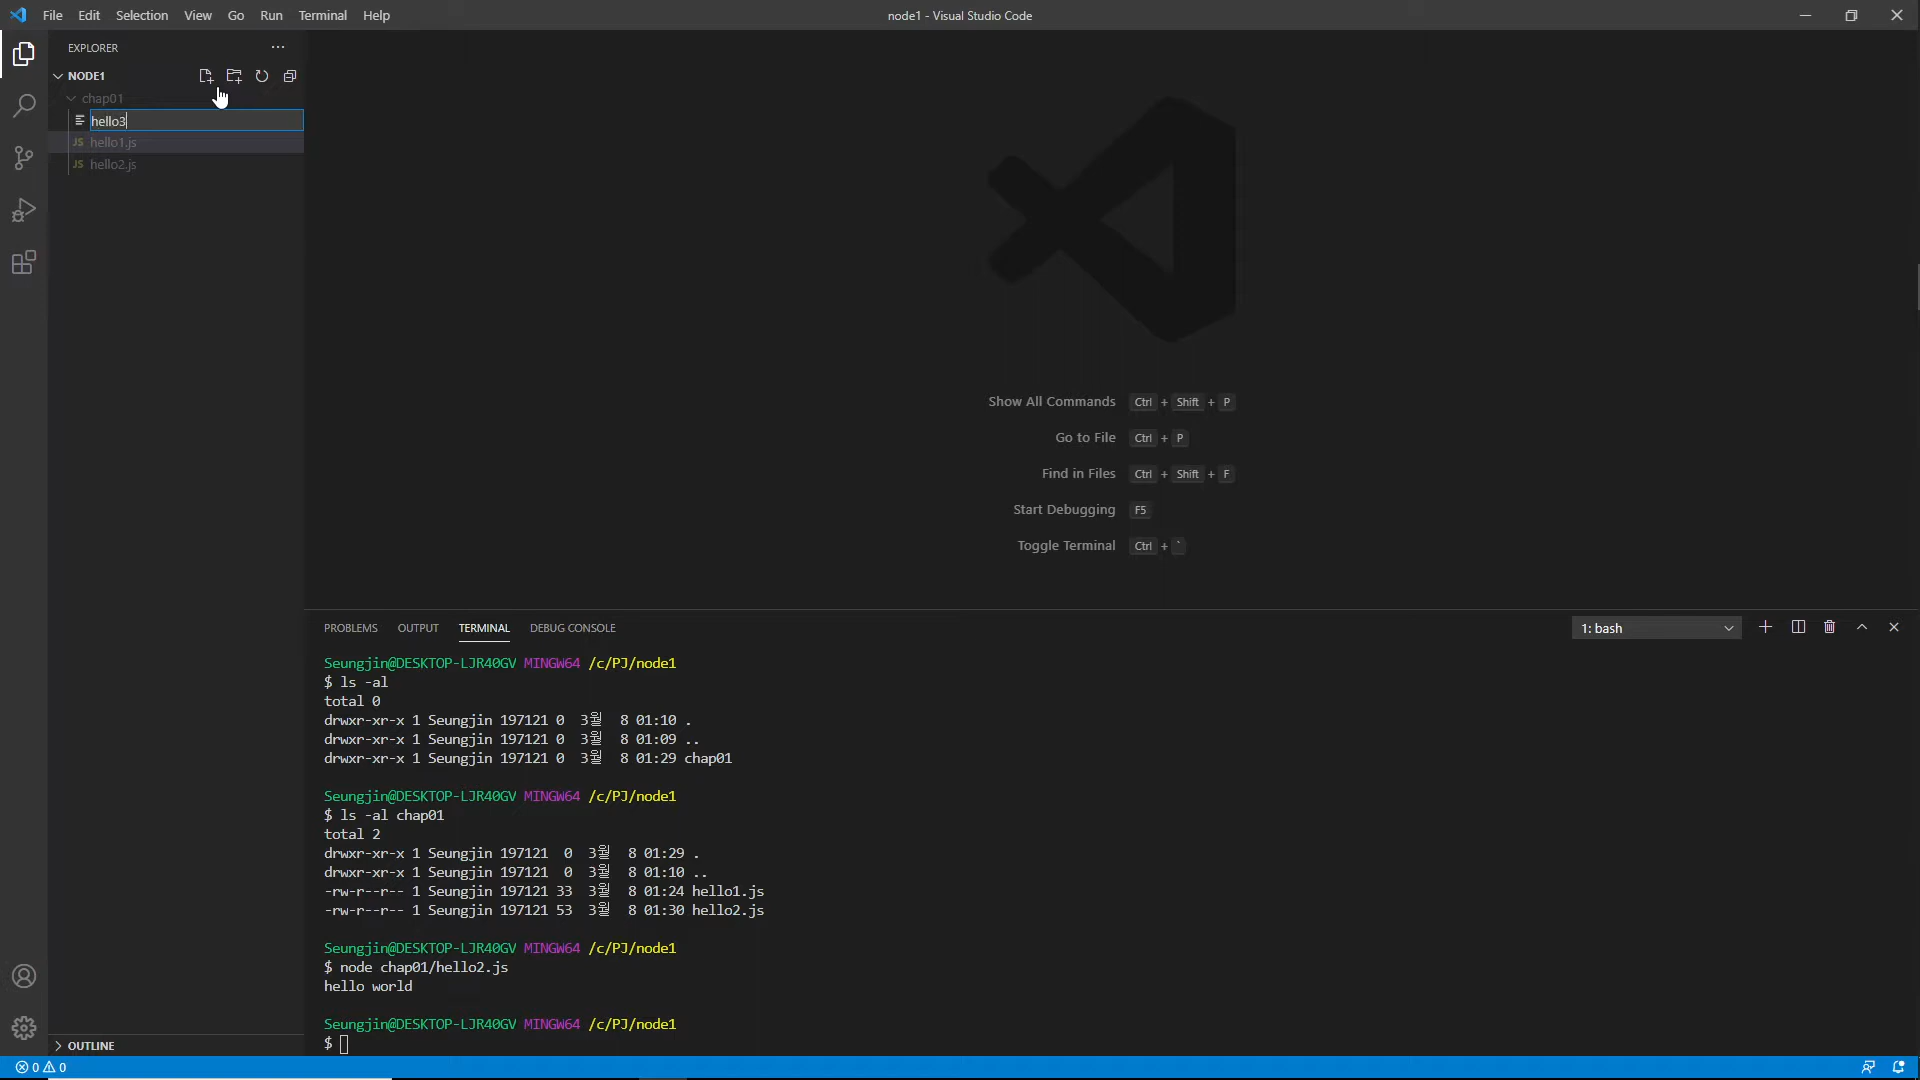 File Edit Selection View Go Run Terminal Help
node1 - Visual Studio Code
EXPLORER
NODE1
chap01
hello3
JS hello1.js
JS hello2.js
Show All Commands Ctrl + Shift + P
Go to File Ctrl + P
Find in Files Ctrl + Shift + F
Start Debugging F5
Toggle Terminal Ctrl + `
PROBLEMS OUTPUT TERMINAL DEBUG CONSOLE
1: bash
Seungjin@DESKTOP-LJR40GV MINGW64 /c/PJ/node1
$ ls -al
total 0
drwxr-xr-x 1 Seungjin 197121 0 3월 8 01:10 .
drwxr-xr-x 1 Seungjin 197121 0 3월 8 01:09 ..
drwxr-xr-x 1 Seungjin 197121 0 3월 8 01:29 chap01
Seungjin@DESKTOP-LJR40GV MINGW64 /c/PJ/node1
$ ls -al chap01
total 2
drwxr-xr-x 1 Seungjin 197121 0 3월 8 01:29 .
drwxr-xr-x 1 Seungjin 197121 0 3월 8 01:10 ..
-rw-r--r-- 1 Seungjin 197121 33 3월 8 01:24 hello1.js
-rw-r--r-- 1 Seungjin 197121 53 3월 8 01:30 hello2.js
Seungjin@DESKTOP-LJR40GV MINGW64 /c/PJ/node1
$ node chap01/hello2.js
hello world
Seungjin@DESKTOP-LJR40GV MINGW64 /c/PJ/node1
$
OUTLINE
0 0